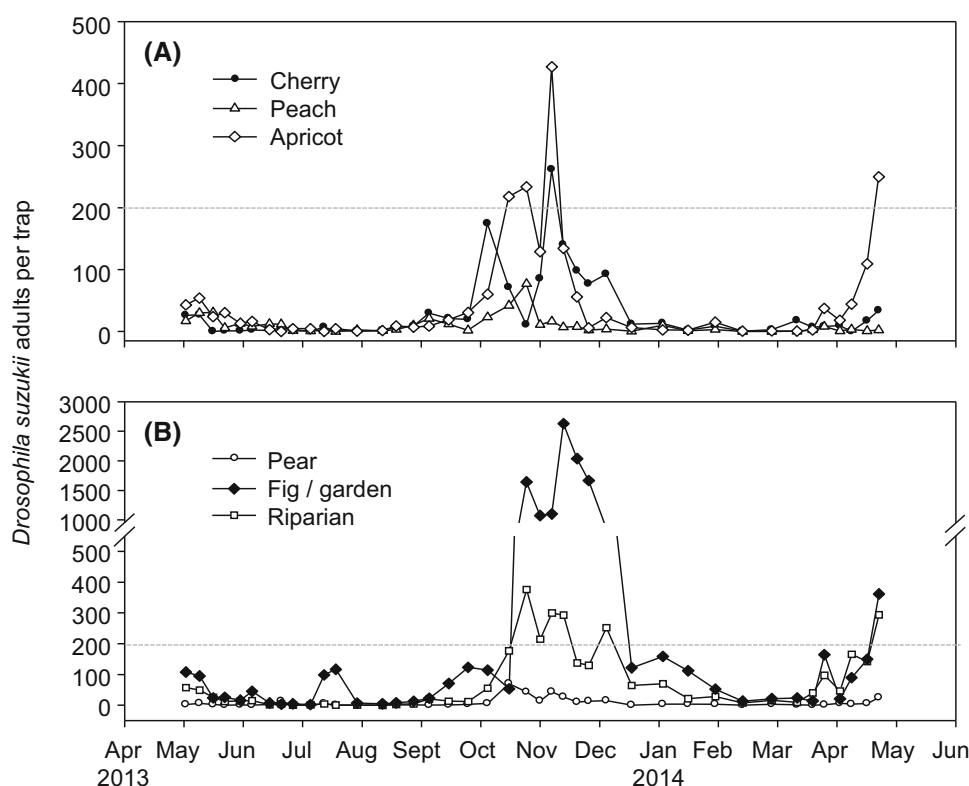 Drosophila suzukii adults per trap
500
400
300
200
100
0
(A)
Cherry
Peach
Apricot
3000
2500
2000
1500
1000
500
400
300
200
100
0
(B)
Pear
Fig / garden
Riparian
Apr May Jun Jul Aug Sept Oct Nov Dec Jan Feb Mar Apr May Jun
2013 2014